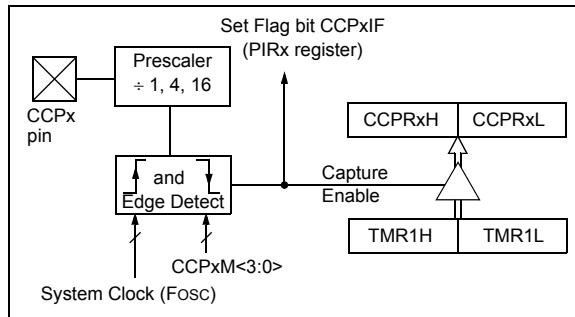 Set Flag bit CCPxIF
(PIRx register)
Prescaler
÷ 1, 4, 16
CCPx
pin
CCPRxH
CCPRxL
and
Edge Detect
Capture
Enable
TMR1H
TMR1L
CCPxM<3:0>
System Clock (FOSC)